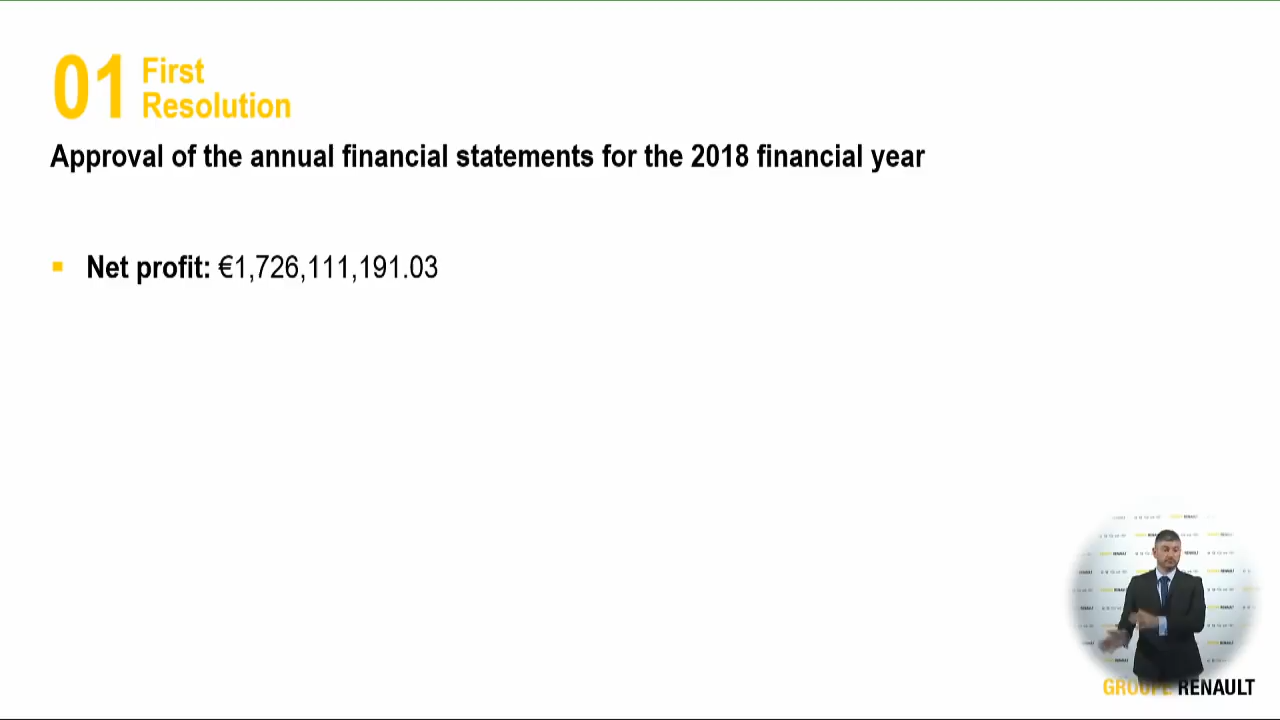 01 First
Resolution
Approval of the annual financial statements for the 2018 financial year
▪ Net profit: €1,726,111,191.03
GROUPE RENAULT